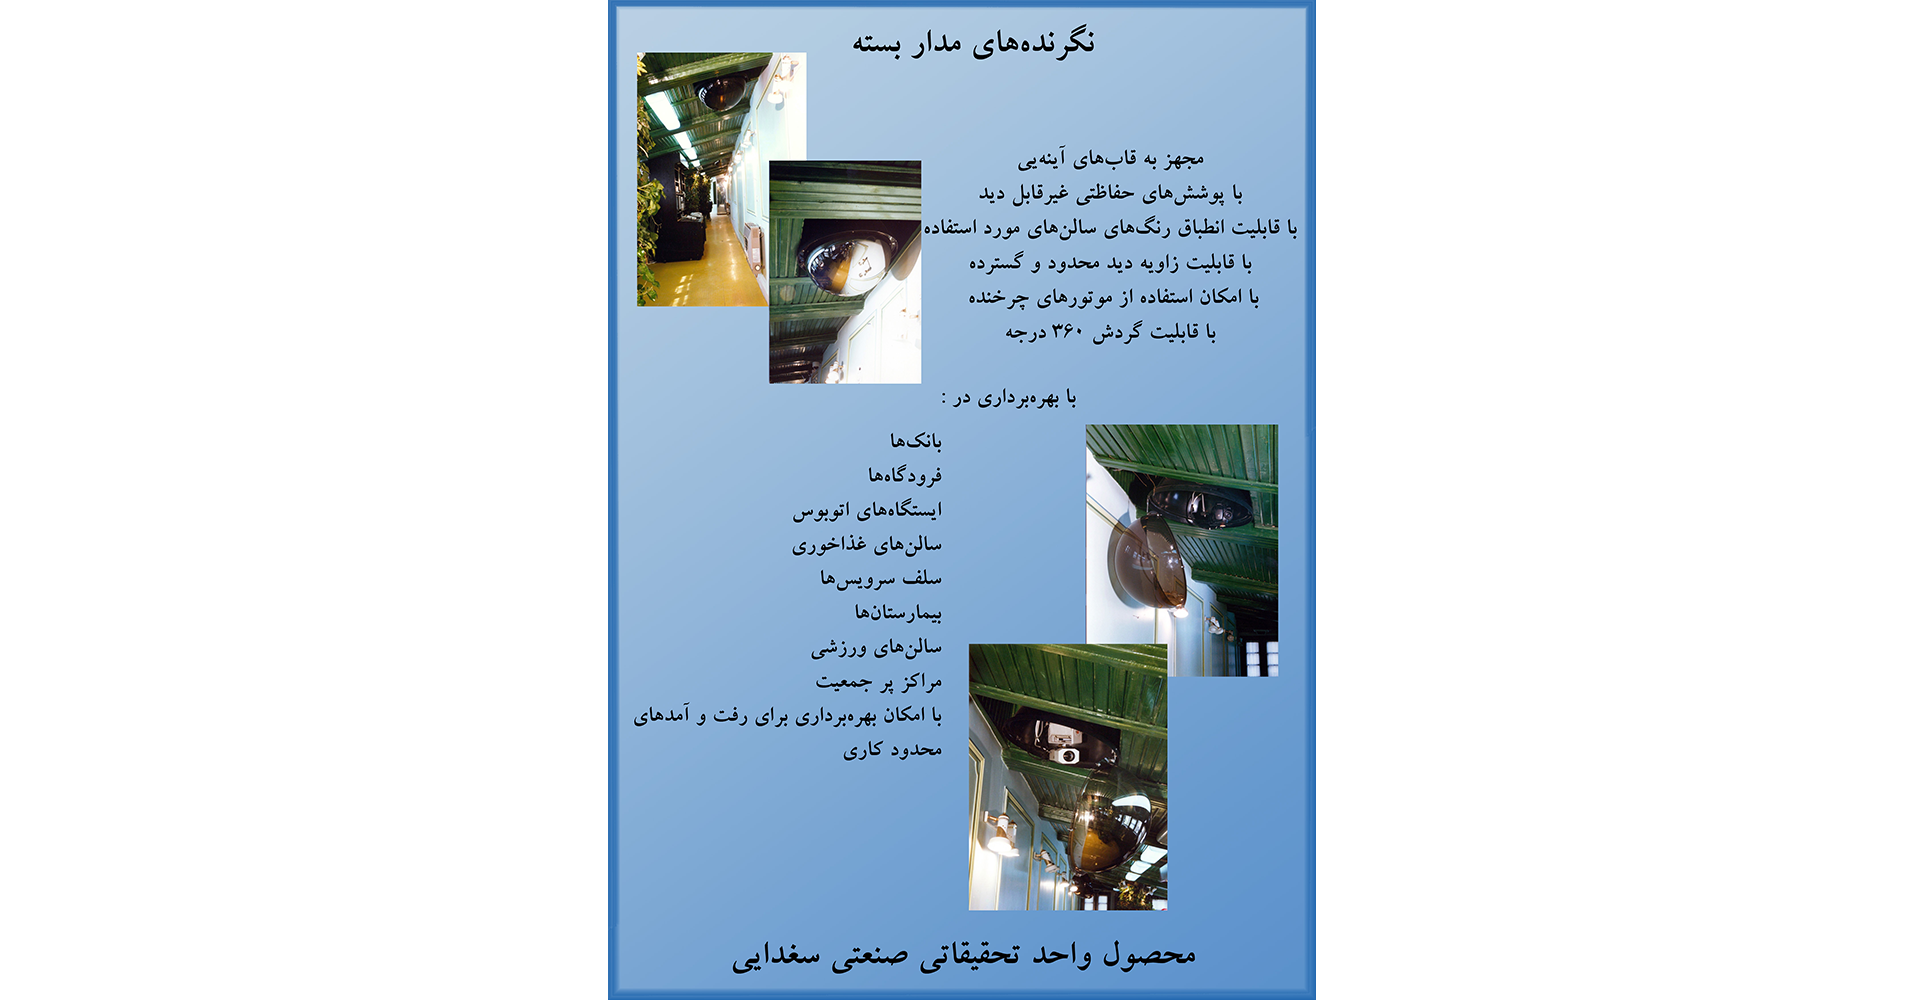 نگرنده‌های مدار بسته
مجهز به قاب‌های آینه‌یی
با پوشش‌های حفاظتی غیرقابل دید
با قابلیت انطباق رنگ‌های سالن‌های مورد استفاده
با قابلیت زاویه دید محدود و گسترده
با امکان استفاده از موتورهای چرخنده
با قابلیت گردش ۳۶۰ درجه
با بهره‌برداری در :
بانک‌ها
فرودگاه‌ها
ایستگاه‌های اتوبوس
سالن‌های غذاخوری
سلف سرویس‌ها
بیمارستان‌ها
سالن‌های ورزشی
مراکز پر جمعیت
با امکان بهره‌برداری برای رفت و آمدهای
محدود کاری
محصول واحد تحقیقاتی صنعتی سغدایی